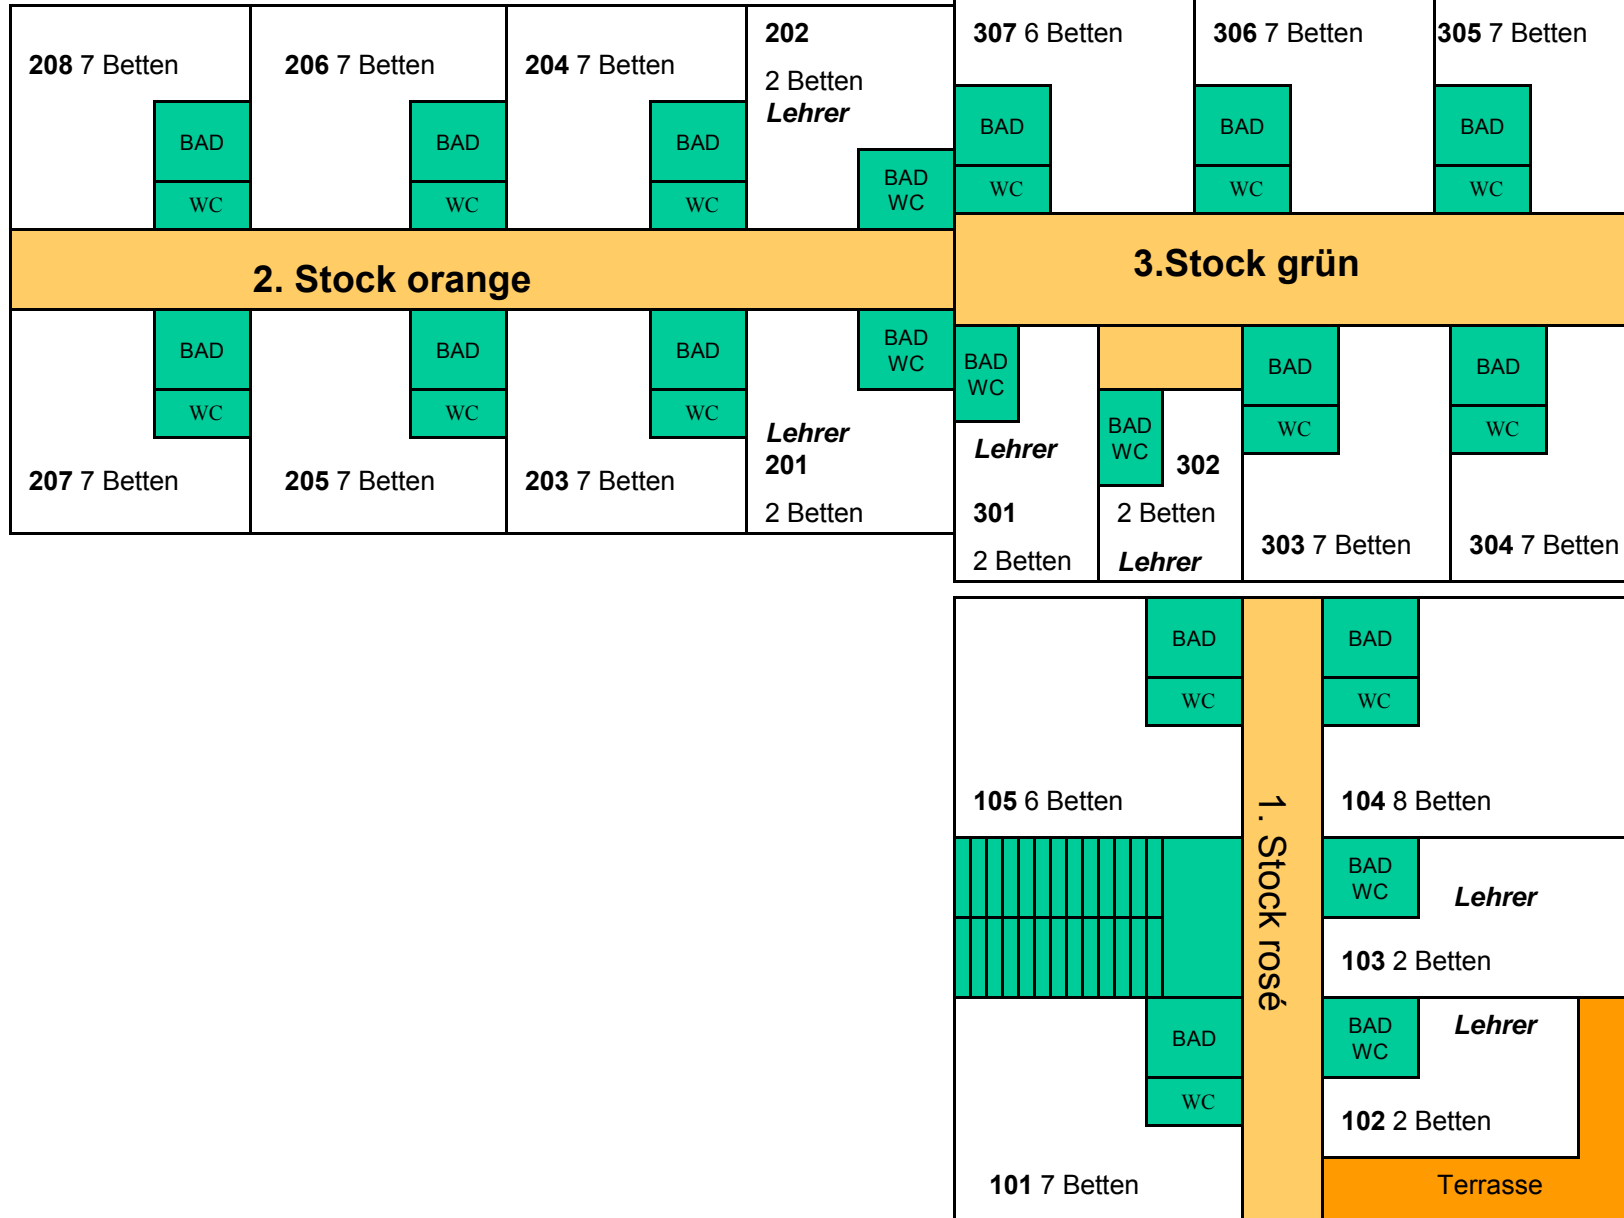 208 7 Betten
BAD
WC
206 7 Betten
BAD
WC
204 7 Betten
BAD
WC
202
2 Betten
Lehrer
BAD
WC
2. Stock orange
BAD
WC
207 7 Betten
BAD
WC
205 7 Betten
BAD
WC
203 7 Betten
BAD
WC
Lehrer
201
2 Betten
307 6 Betten
BAD
WC
306 7 Betten
BAD
WC
305 7 Betten
BAD
WC
3.Stock grün
BAD
WC
Lehrer
301
2 Betten
BAD
WC
302
2 Betten
Lehrer
BAD
WC
303 7 Betten
BAD
WC
304 7 Betten
BAD
WC
105 6 Betten
BAD
WC
104 8 Betten
1. Stock rosé
BAD
WC
Lehrer
103 2 Betten
BAD
WC
101 7 Betten
BAD
WC
Lehrer
102 2 Betten
Terrasse